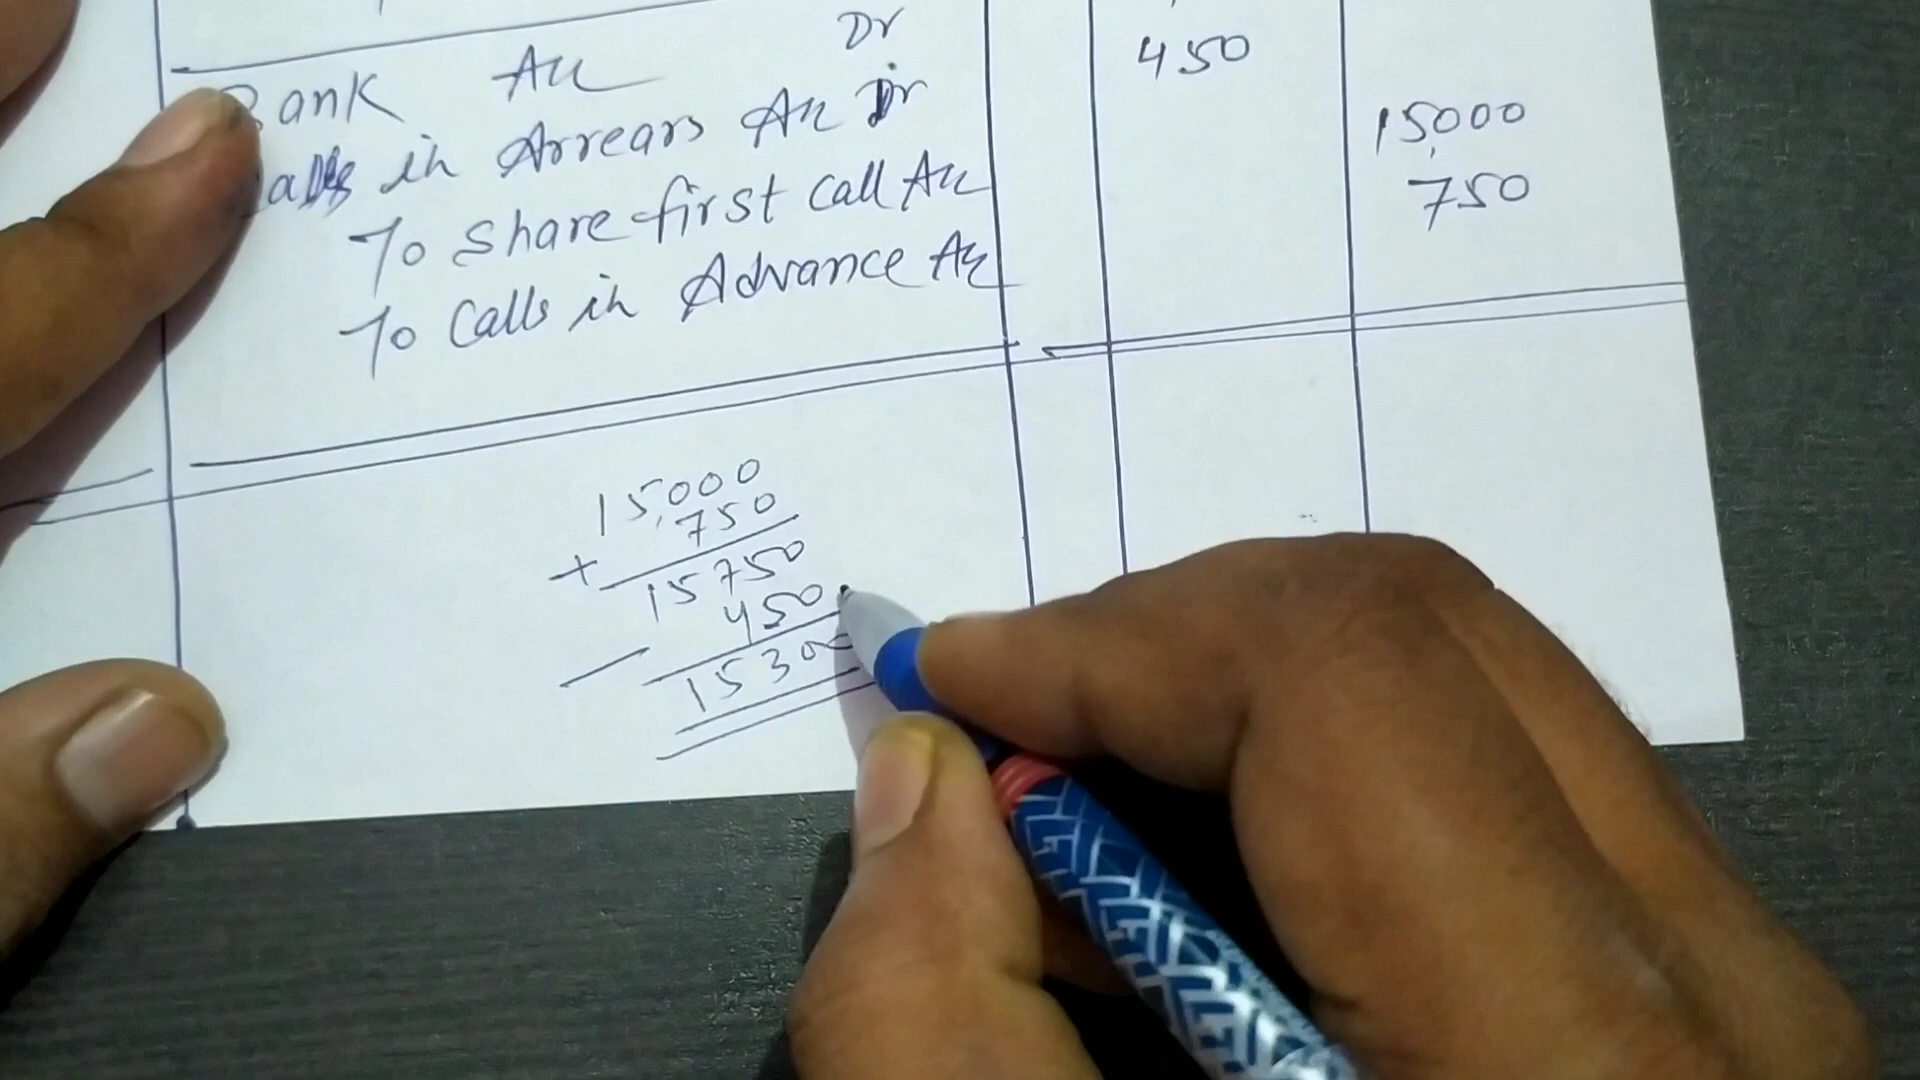 Bank A/c Dr
450
Calls in Arrears A/c Dr
15,000
To Share first Call A/c
750
To Calls in Advance A/c
15,000
+ 750
15750
- 450
15300